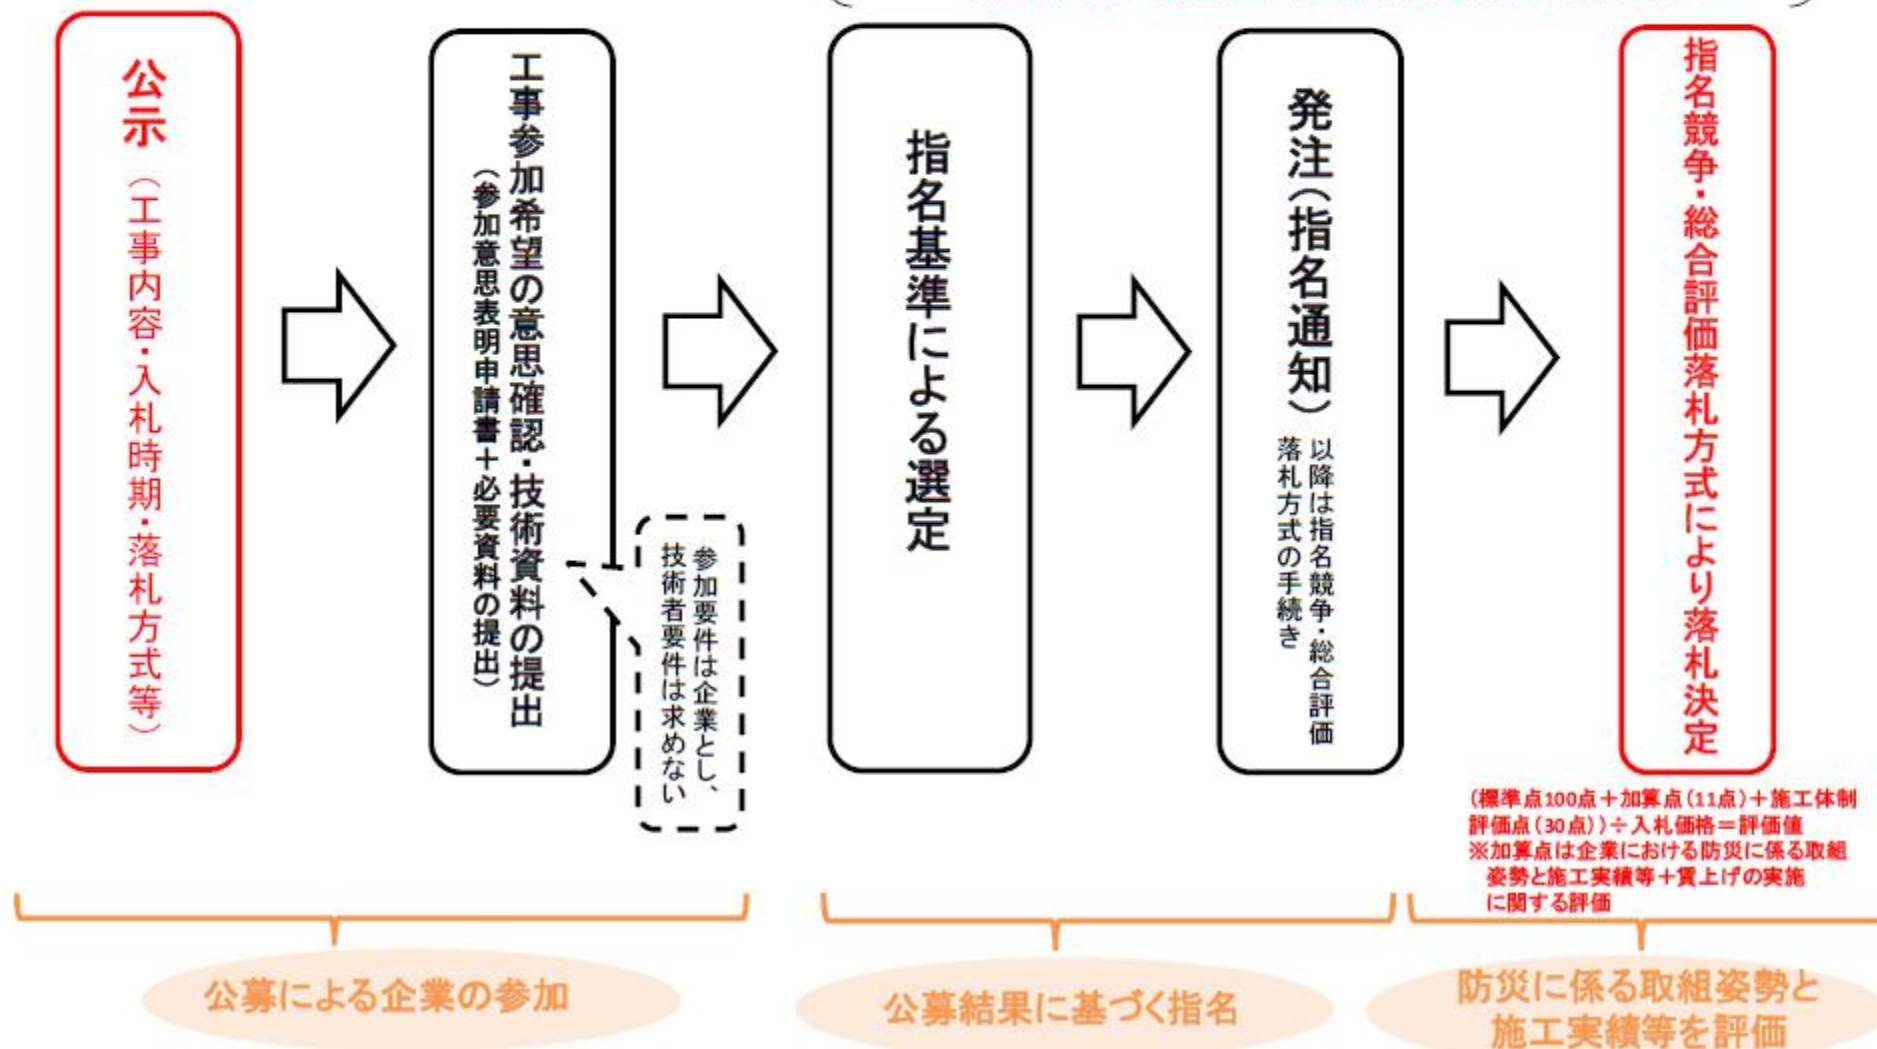 公示（工事内容・入札時期・落札方式等）
工事参加希望の意思確認・技術資料の提出
（参加意思表明申請書＋必要資料の提出）
参加要件は企業とし、
技術者要件は求めない
指名基準による選定
発注（指名通知）
以降は指名競争・総合評価
落札方式の手続き
指名競争・総合評価落札方式により落札決定
(標準点100点＋加算点(11点)＋施工体制
評価点(30点))÷入札価格＝評価値
※加算点は企業における防災に係る取組
姿勢と施工実績等＋賃上げの実施
に関する評価
公募による企業の参加
公募結果に基づく指名
防災に係る取組姿勢と
施工実績等を評価